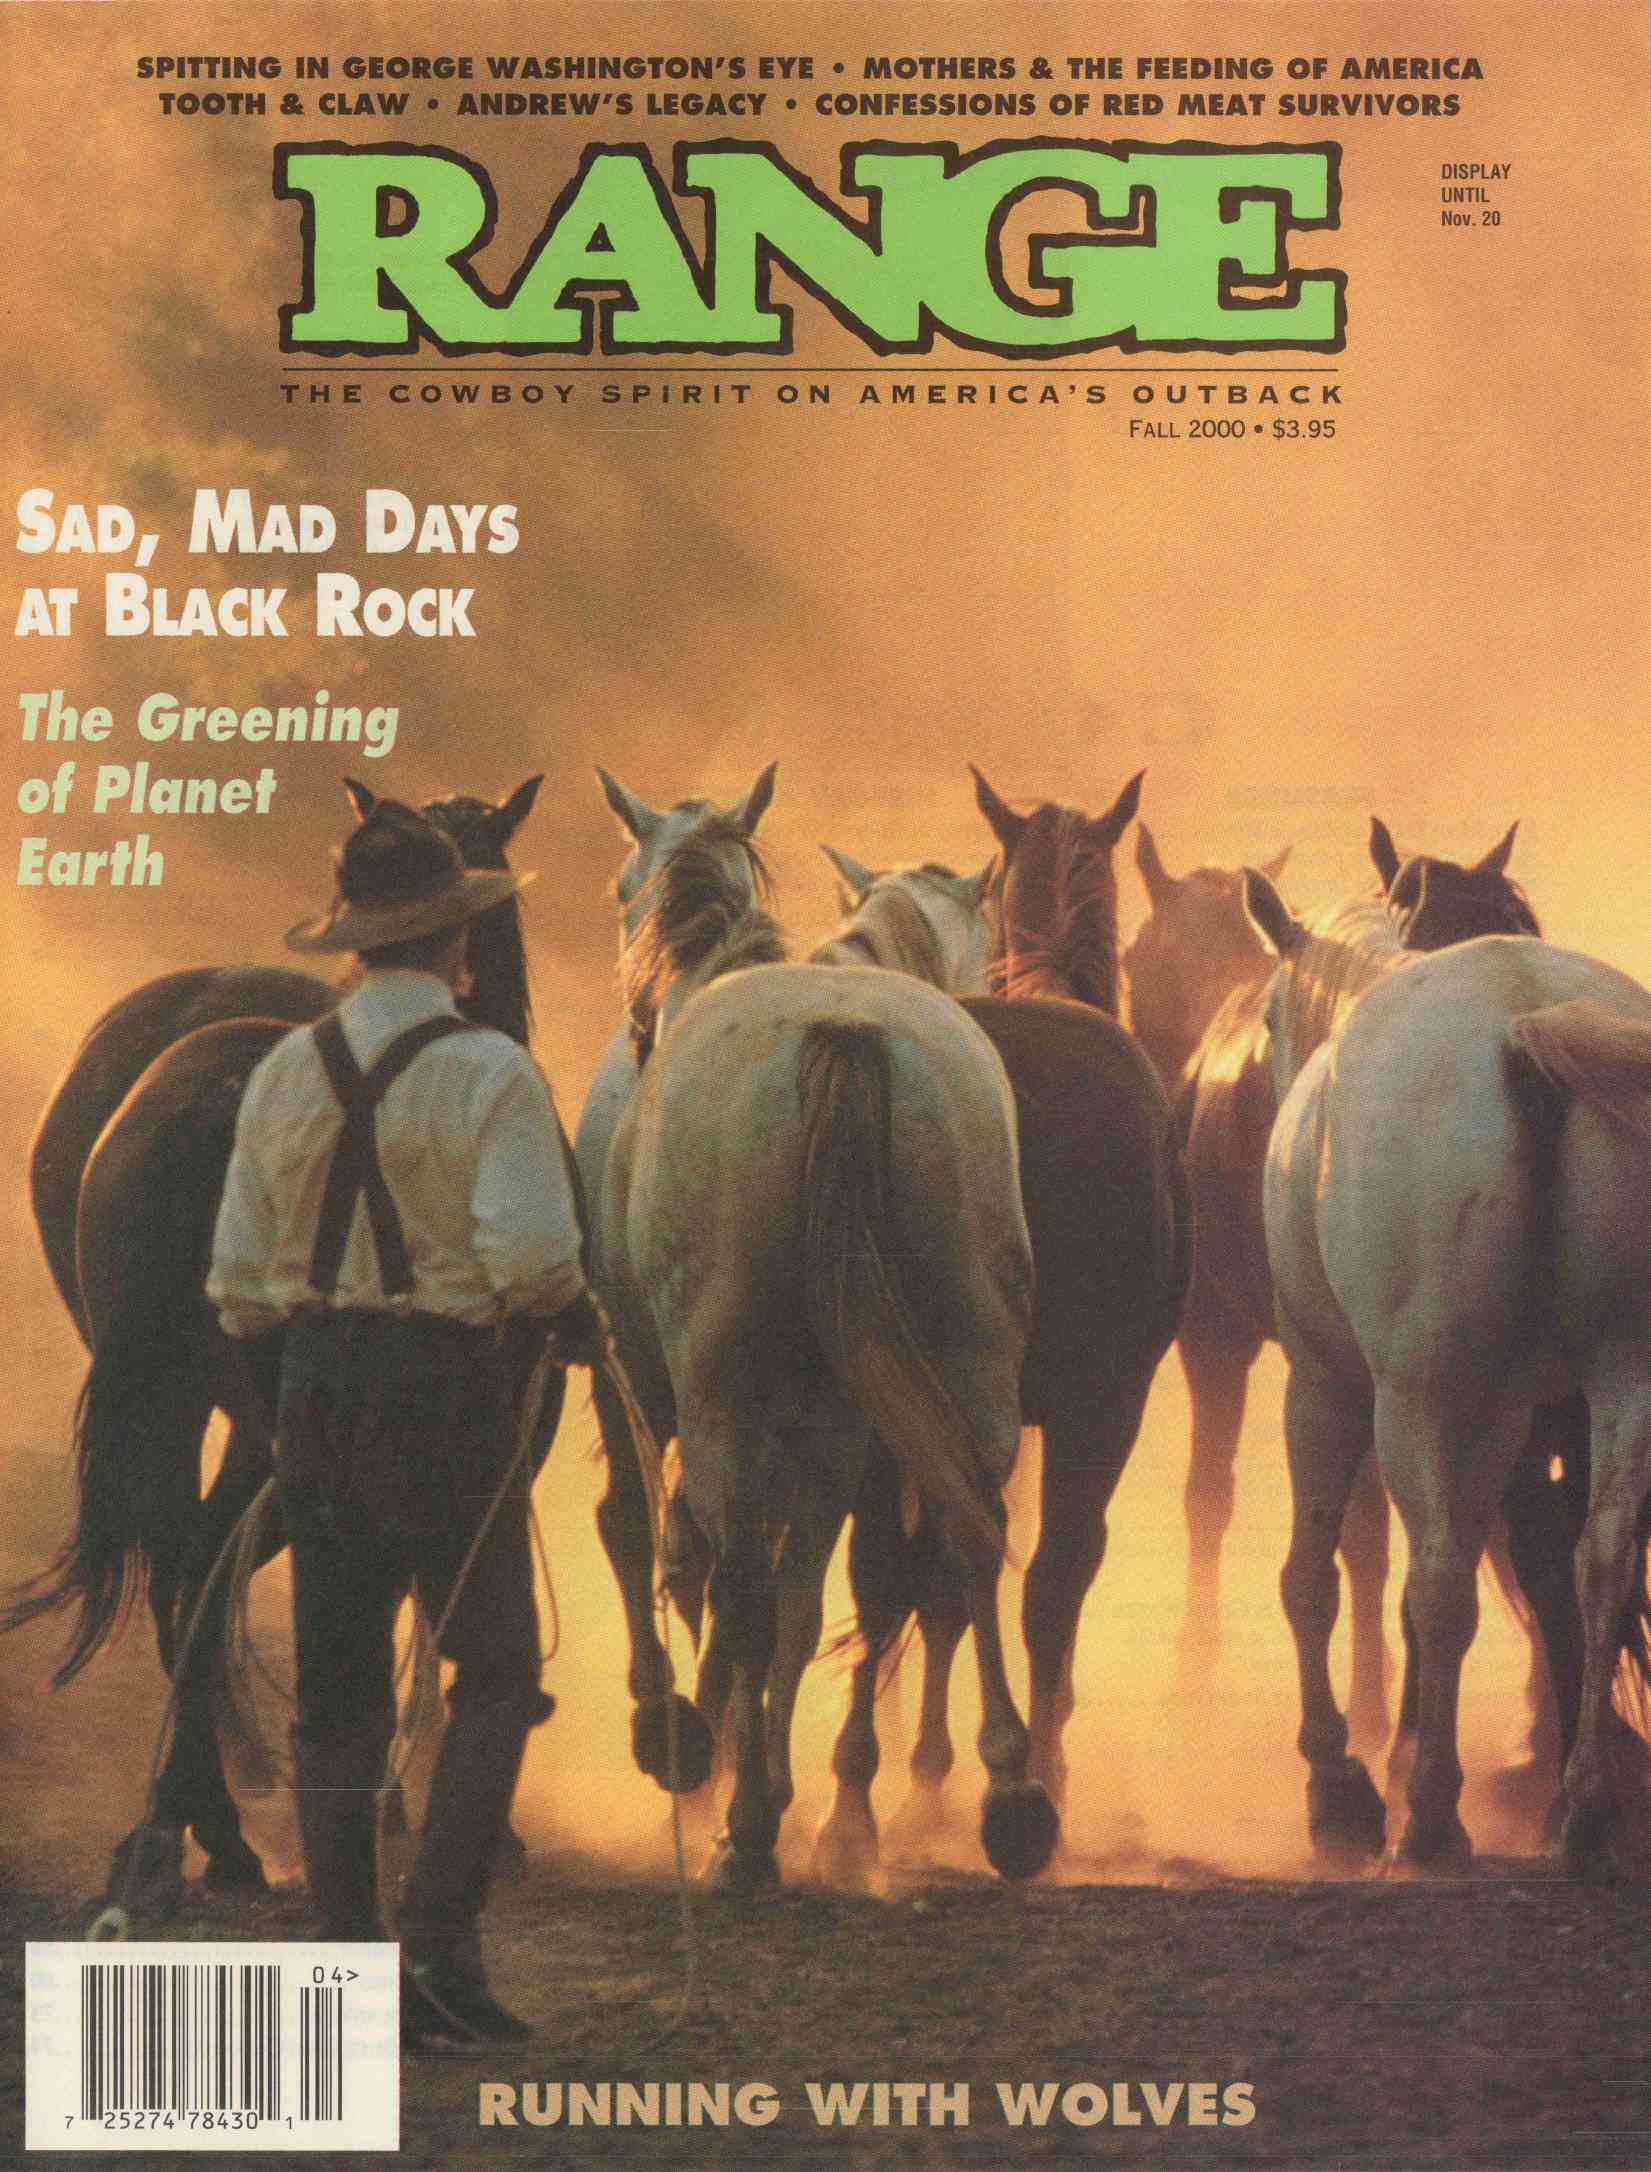 SPITTING IN GEORGE WASHINGTON'S EYE • MOTHERS & THE FEEDING OF AMERICA
TOOTH & CLAW • ANDREW'S LEGACY • CONFESSIONS OF RED MEAT SURVIVORS
RANGE
DISPLAY
UNTIL
Nov. 20
THE COWBOY SPIRIT ON AMERICA'S OUTBACK
FALL 2000 • $3.95
SAD, MAD DAYS
AT BLACK ROCK
The Greening
of Planet
Earth
04>
7 25274 78430 1
RUNNING WITH WOLVES